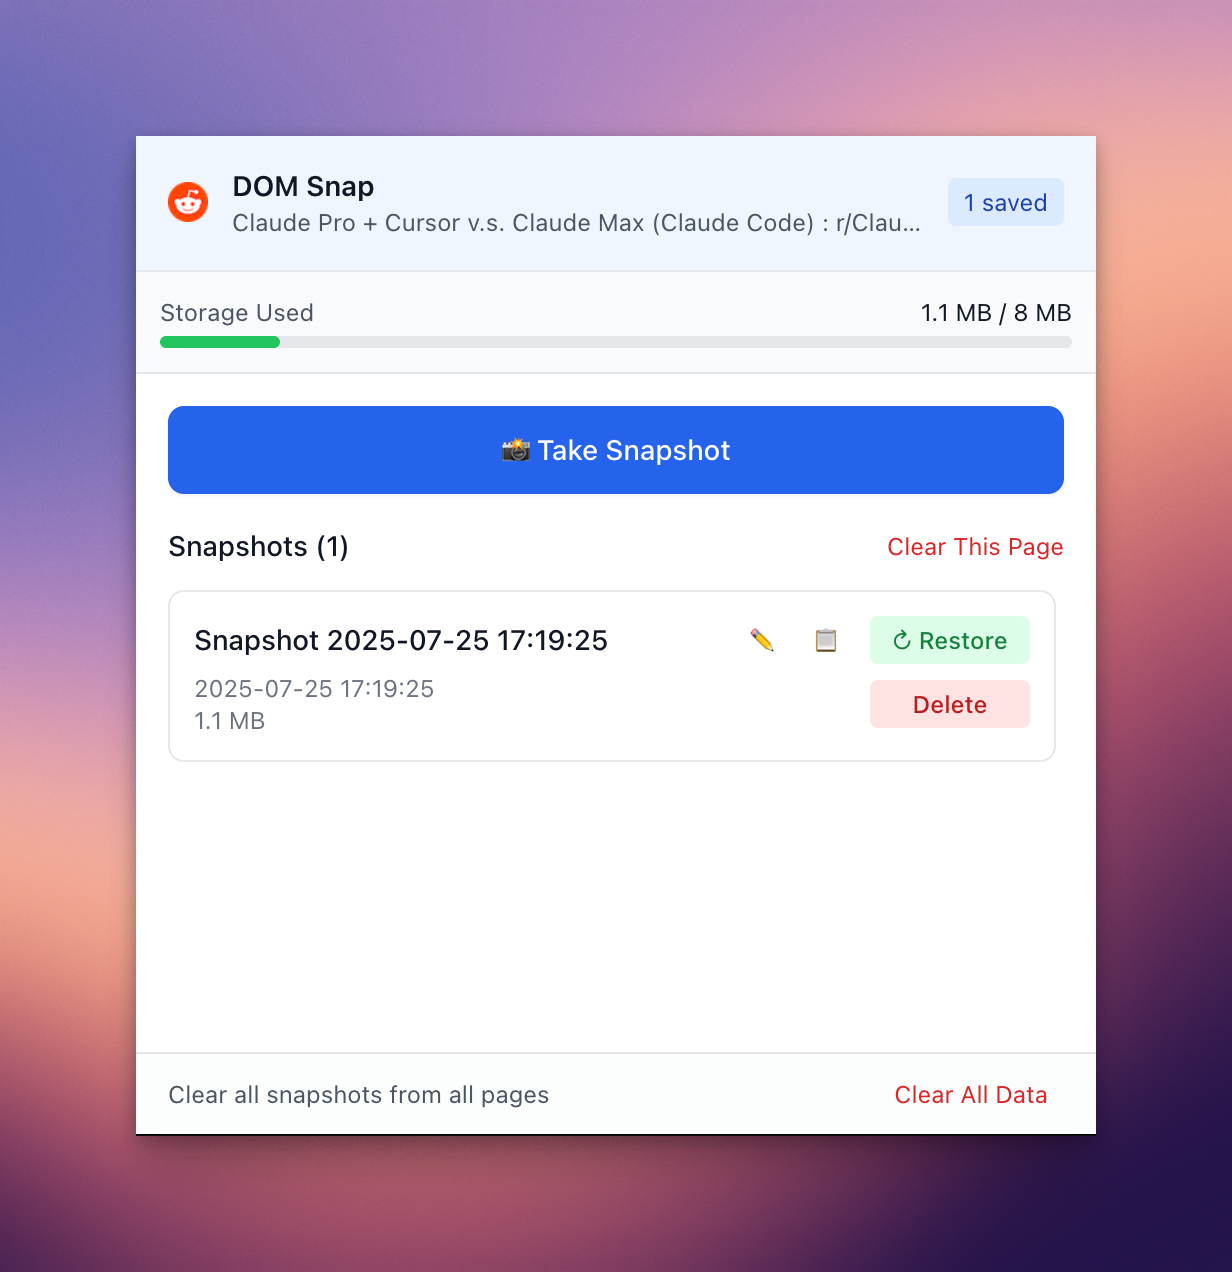 DOM Snap
Claude Pro + Cursor v.s. Claude Max (Claude Code) : r/Clau...
1 saved
Storage Used
1.1 MB / 8 MB
📸 Take Snapshot
Snapshots (1)
Clear This Page
Snapshot 2025-07-25 17:19:25
✏️ 📋
↻ Restore
2025-07-25 17:19:25
Delete
1.1 MB
Clear all snapshots from all pages
Clear All Data